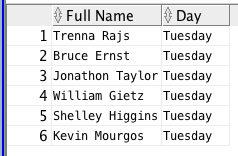 Full Name Day
1 Trenna Rajs Tuesday
2 Bruce Ernst Tuesday
3 Jonathon Taylor Tuesday
4 William Gietz Tuesday
5 Shelley Higgins Tuesday
6 Kevin Mourgos Tuesday